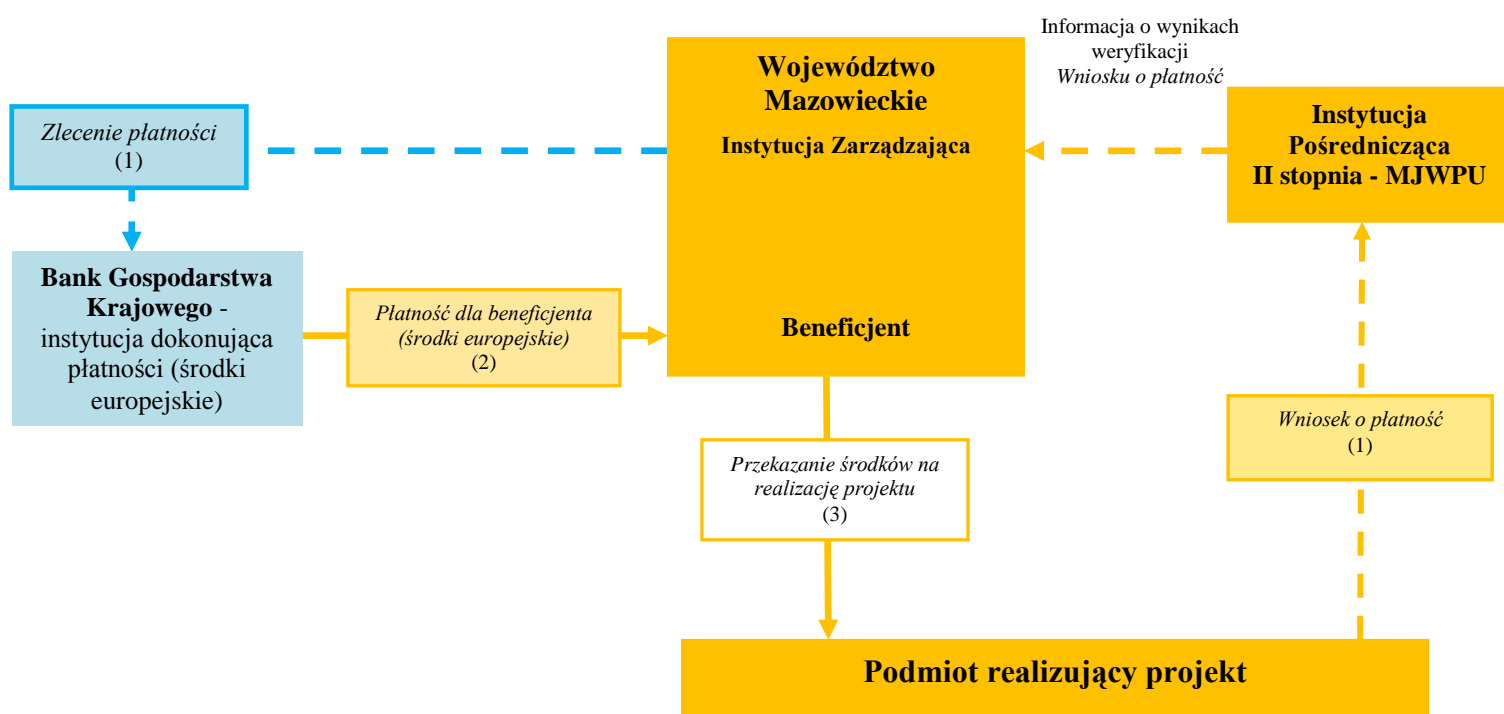 Informacja o wynikach
weryfikacji
Wniosku o płatność
Województwo
Mazowieckie
Instytucja Zarządzająca
Beneficjent
Instytucja
Pośrednicząca
II stopnia - MJWPU
Zlecenie płatności
(1)
Bank Gospodarstwa
Krajowego -
instytucja dokonująca
płatności (środki
europejskie)
Płatność dla beneficjenta
(środki europejskie)
(2)
Przekazanie środków na
realizację projektu
(3)
Wniosek o płatność
(1)
Podmiot realizujący projekt